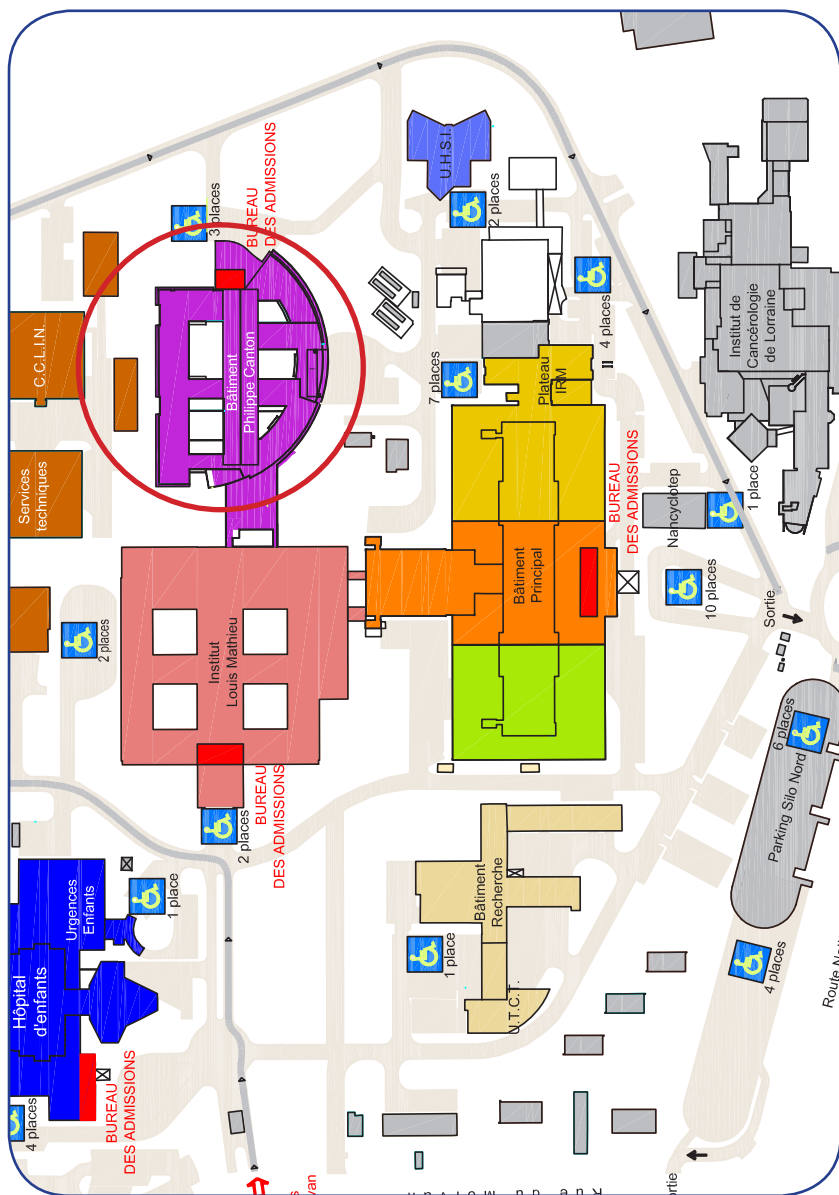 BUREAU
DES ADMISSIONS
3 places
U.H.S.I.
2 places
C.C.L.I.N.
Bâtiment
Philippe Canton
4 places
Institut de
Cancérologie
de Lorraine
7 places
Plateau
IRM
Services
techniques
BUREAU
DES ADMISSIONS
Nancyclotep
1 place
Bâtiment
Principal
10 places
Sortie
2 places
Institut
Louis Mathieu
BUREAU
DES ADMISSIONS
2 places
6 places
Parking Silo Nord
Urgences
Enfants
1 place
Bâtiment
Recherche
1 place
U.T.C.T.
4 places
Hôpital
d'enfants
BUREAU
DES ADMISSIONS
4 places